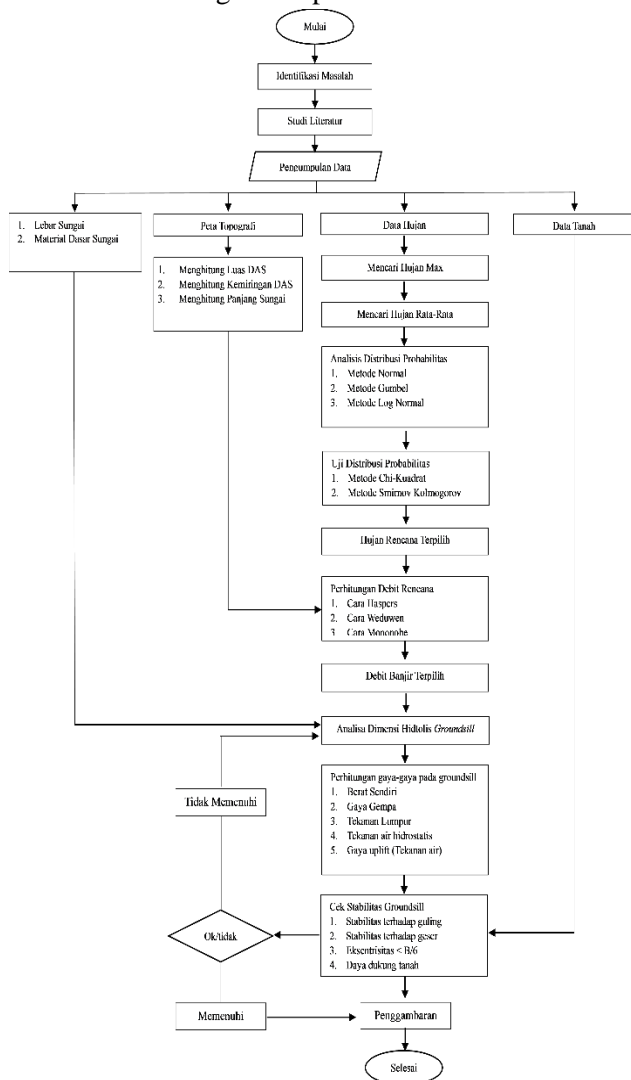 Mulai
Identifikasi Masalah
Studi Literatur
Pengumpulan Data
1. Lebar Sungai
2. Material Dasar Sungai
Peta Topografi
1. Menghitung Luas DAS
2. Menghitung Kemiringan DAS
3. Menghitung Panjang Sungai
Data Hujan
Data Tanah
Mencari Hujan Max
Mencari Hujan Rata-Rata
Analisis Distribusi Probabilitas
1. Metode Normal
2. Metode Gumbel
3. Metode Log Normal
Uji Distribusi Probabilitas
1. Metode Chi-Kuadrat
2. Metode Smirnov Kolmogorov
Hujan Rencana Terpilih
Perhitungan Debit Rencana
1. Cara Haspers
2. Cara Weduwen
3. Cara Mononobe
Debit Banjir Terpilih
Analisa Dimensi Hidtolis Groundsill
Perhitungan gaya-gaya pada groundsill
1. Berat Sendiri
2. Gaya Gempa
3. Tekanan Lumpur
4. Tekanan air hidrostatis
5. Gaya uplift (Tekanan air)
Tidak Memenuhi
Cek Stabilitas Groundsill
1. Stabilitas terhadap guling
2. Stabilitas terhadap geser
3. Eksentrisitas < B/6
4. Daya dukung tanah
Ok/tidak
Memenuhi
Penggambaran
Selesai